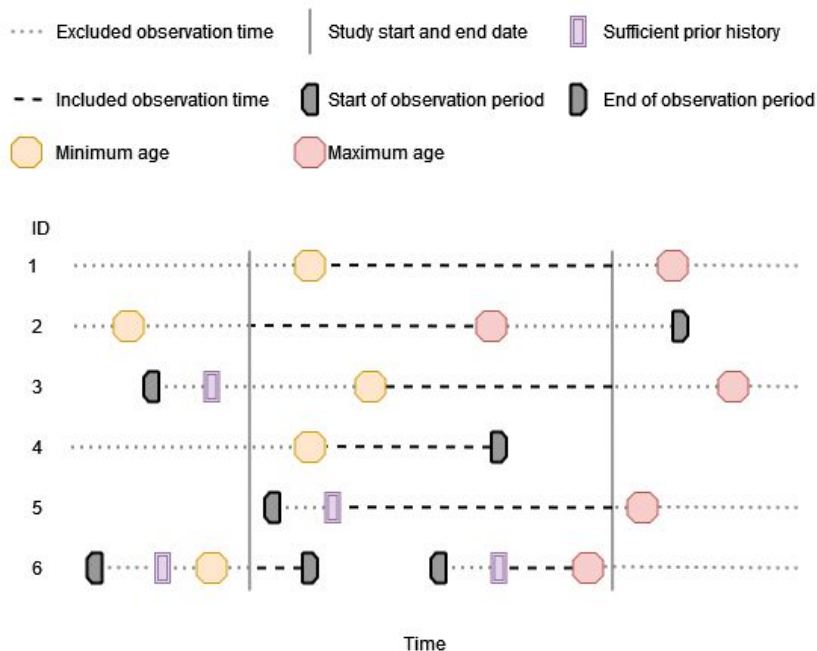 Excluded observation time
Study start and end date
Sufficient prior history
Included observation time
Start of observation period
End of observation period
Minimum age
Maximum age
ID
1
2
3
4
5
6
Time